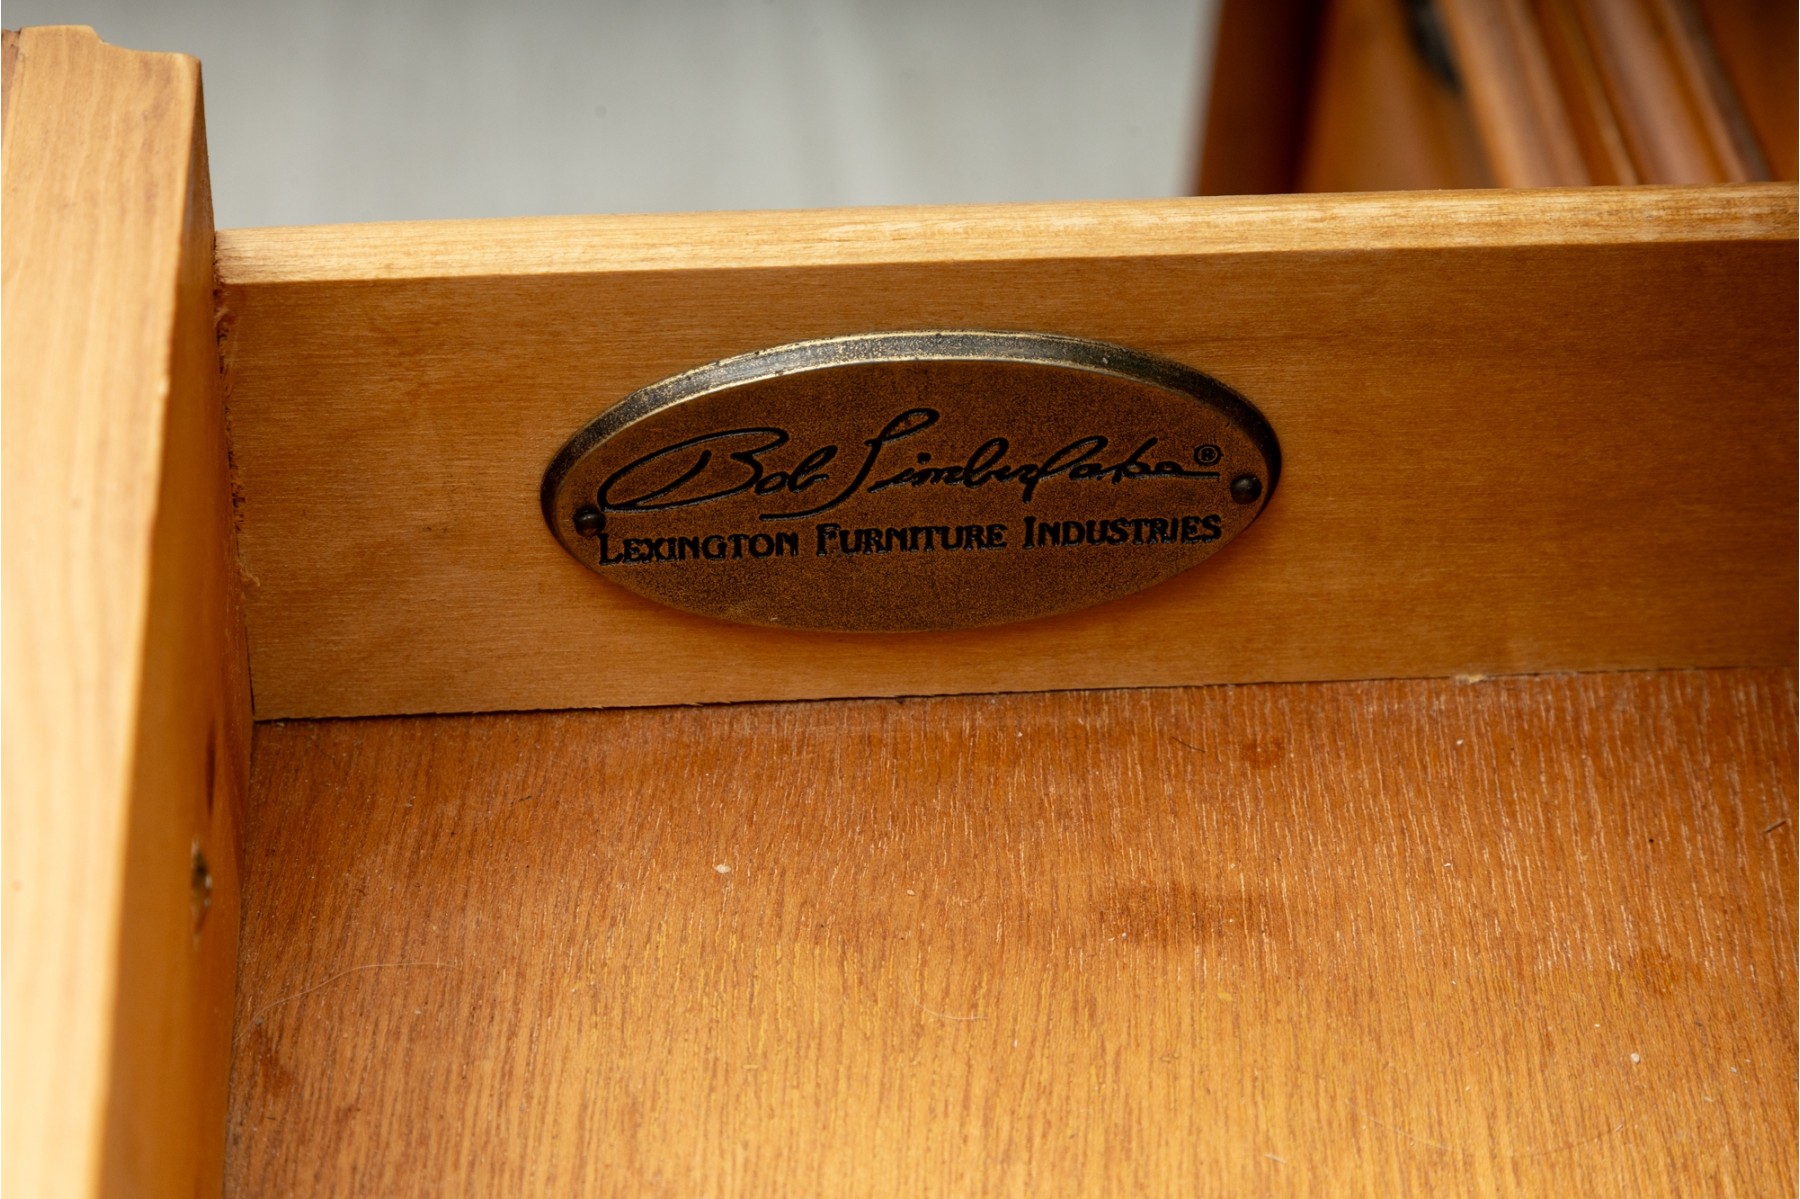 Bob Timberlake®
LEXINGTON FURNITURE INDUSTRIES